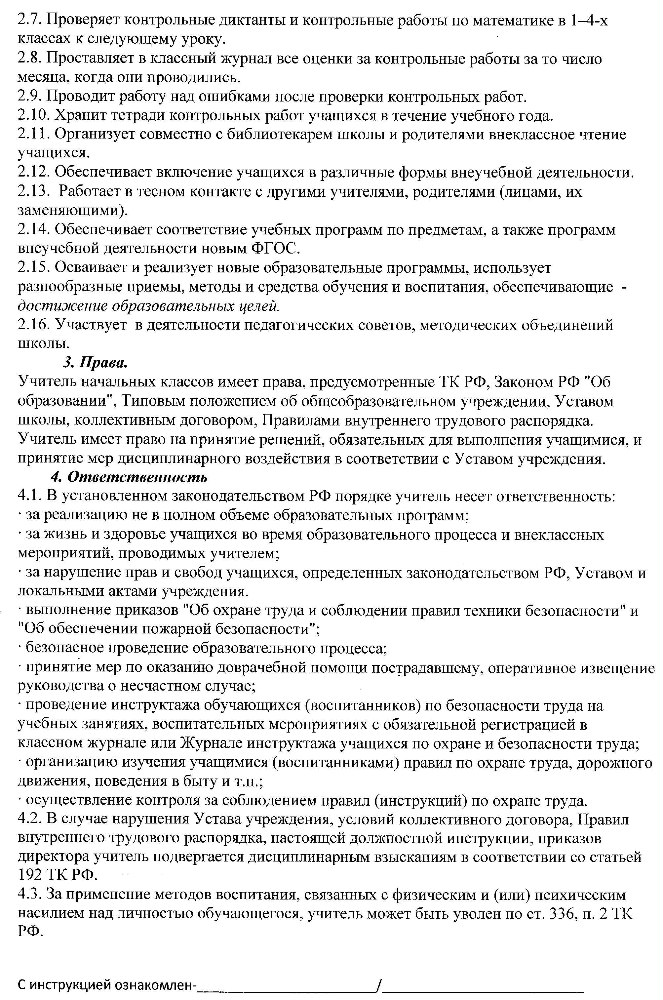 2.7. Проверяет контрольные диктанты и контрольные работы по математике в 1–4-х
классах к следующему уроку.
2.8. Проставляет в классный журнал все оценки за контрольные работы за то число
месяца, когда они проводились.
2.9. Проводит работу над ошибками после проверки контрольных работ.
2.10. Хранит тетради контрольных работ учащихся в течение учебного года.
2.11. Организует совместно с библиотекарем школы и родителями внеклассное чтение
учащихся.
2.12. Обеспечивает включение учащихся в различные формы внеучебной деятельности.
2.13.  Работает в тесном контакте с другими учителями, родителями (лицами, их
заменяющими).
2.14. Обеспечивает соответствие учебных программ по предметам, а также программ
внеучебной деятельности новым ФГОС.
2.15. Осваивает и реализует новые образовательные программы, использует
разнообразные приемы, методы и средства обучения и воспитания, обеспечивающие  -
достижение образовательных целей.
2.16. Участвует  в деятельности педагогических советов, методических объединений
школы.
3. Права.
Учитель начальных классов имеет права, предусмотренные ТК РФ, Законом РФ "Об
образовании", Типовым положением об общеобразовательном учреждении, Уставом
школы, коллективным договором, Правилами внутреннего трудового распорядка.
Учитель имеет право на принятие решений, обязательных для выполнения учащимися, и
принятие мер дисциплинарного воздействия в соответствии с Уставом учреждения.
4. Ответственность
4.1. В установленном законодательством РФ порядке учитель несет ответственность:
· за реализацию не в полном объеме образовательных программ;
· за жизнь и здоровье учащихся во время образовательного процесса и внеклассных
мероприятий, проводимых учителем;
· за нарушение прав и свобод учащихся, определенных законодательством РФ, Уставом и
локальными актами учреждения.
· выполнение приказов "Об охране труда и соблюдении правил техники безопасности" и
"Об обеспечении пожарной безопасности";
· безопасное проведение образовательного процесса;
· принятие мер по оказанию доврачебной помощи пострадавшему, оперативное извещение
руководства о несчастном случае;
· проведение инструктажа обучающихся (воспитанников) по безопасности труда на
учебных занятиях, воспитательных мероприятиях с обязательной регистрацией в
классном журнале или Журнале инструктажа учащихся по охране и безопасности труда;
· организацию изучения учащимися (воспитанниками) правил по охране труда, дорожного
движения, поведения в быту и т.п.;
· осуществление контроля за соблюдением правил (инструкций) по охране труда.
4.2. В случае нарушения Устава учреждения, условий коллективного договора, Правил
внутреннего трудового распорядка, настоящей должностной инструкции, приказов
директора учитель подвергается дисциплинарным взысканиям в соответствии со статьей
192 ТК РФ.
4.3. За применение методов воспитания, связанных с физическим и (или) психическим
насилием над личностью обучающегося, учитель может быть уволен по ст. 336, п. 2 ТК
РФ.
С инструкцией ознакомлен-________________________/___________________________